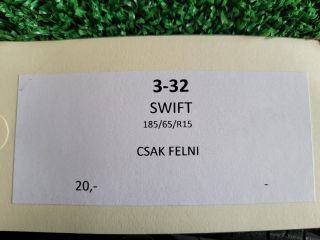 3-32
SWIFT
185/65/R15
CSAK FELNI
20,- -